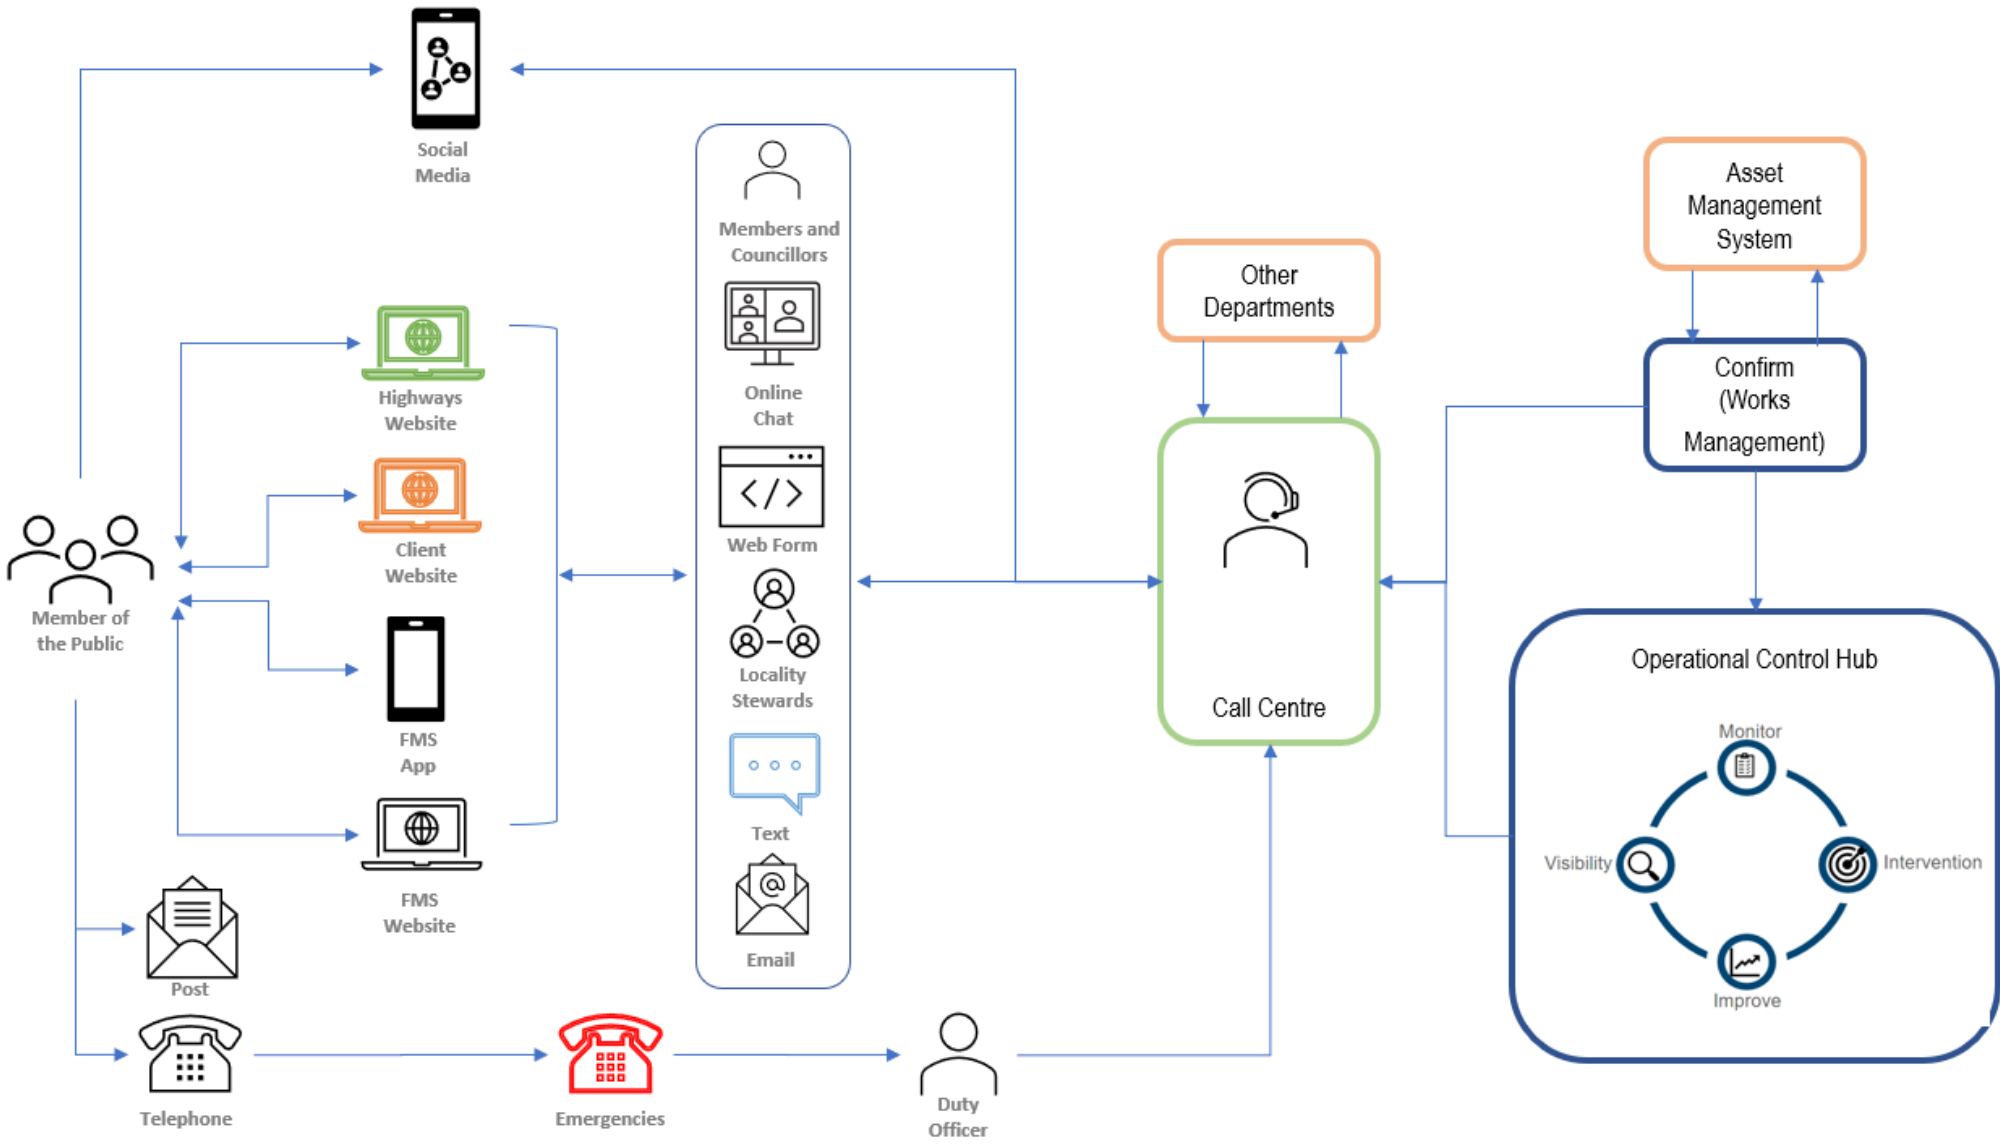 Social
Media
Members and
Councillors
Online
Chat
Web Form
Locality
Stewards
Text
Email
Highways
Website
Client
Website
FMS
App
FMS
Website
Member of
the Public
Post
Telephone
Emergencies
Duty
Officer
Other
Departments
Call Centre
Asset
Management
System
Confirm
(Works
Management)
Operational Control Hub
Monitor
Visibility
Intervention
Improve